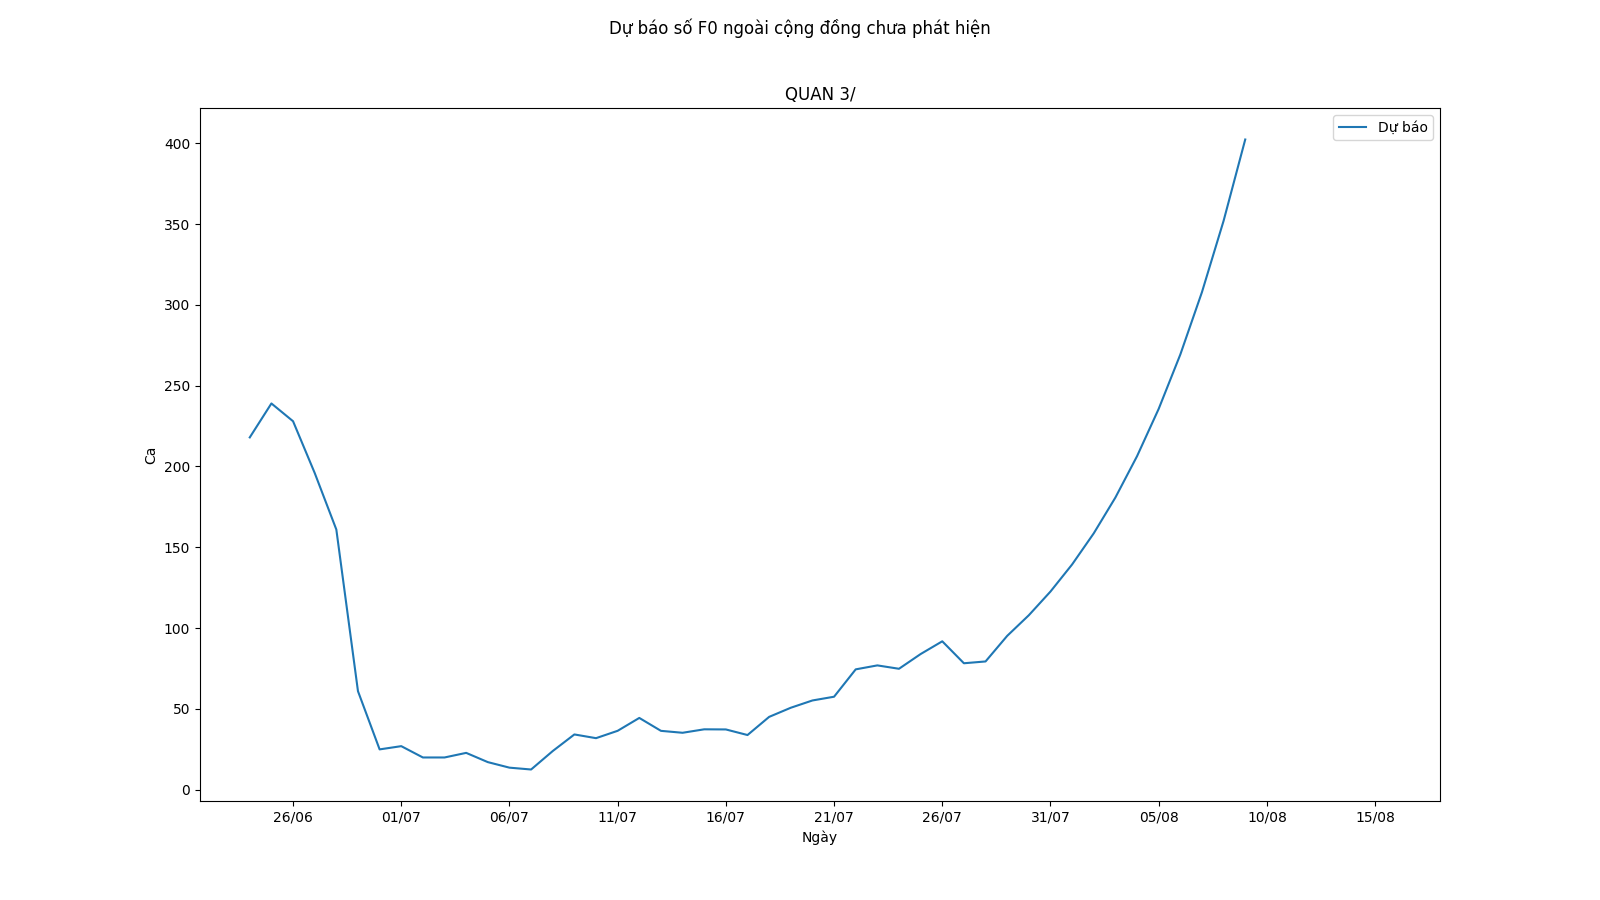 Dự báo số F0 ngoài cộng đồng chưa phát hiện
QUAN 3/
Dự báo
400
350
300
250
200
150
100
50
0
Ca
26/06 01/07 06/07 11/07 16/07 21/07 26/07 31/07 05/08 10/08 15/08
Ngày